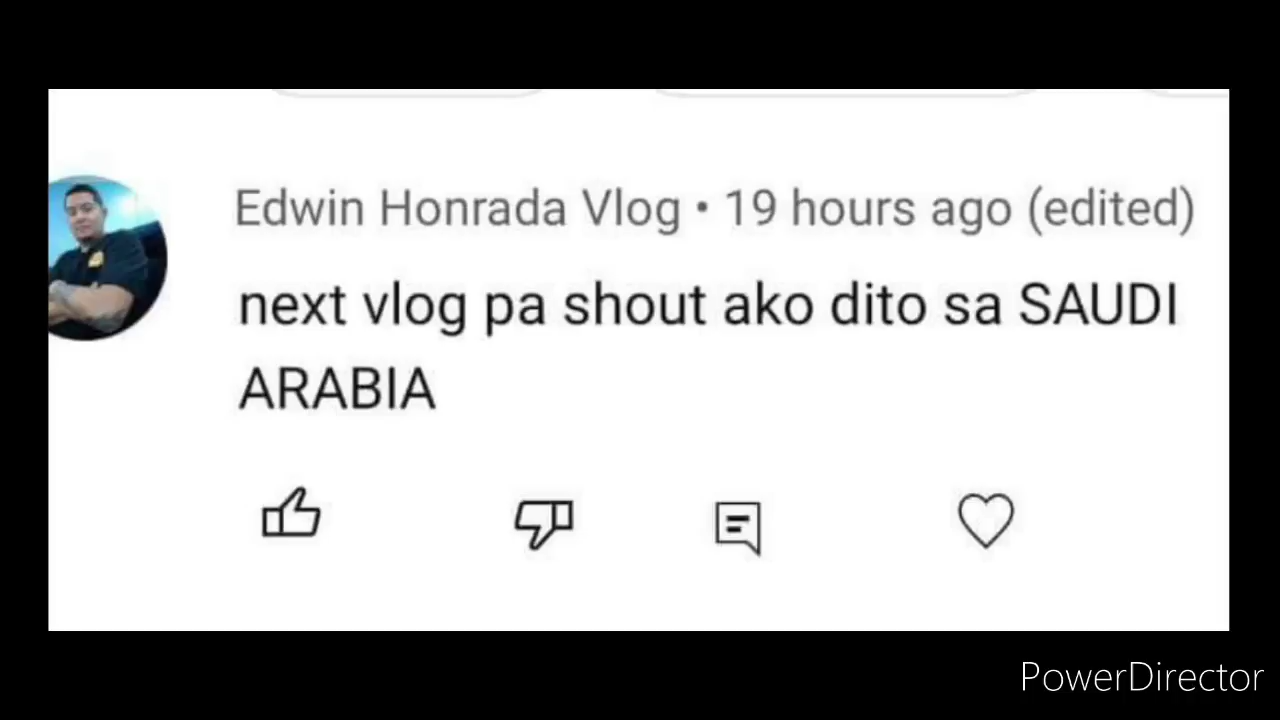 Edwin Honrada Vlog • 19 hours ago (edited)
next vlog pa shout ako dito sa SAUDI
ARABIA
PowerDirector